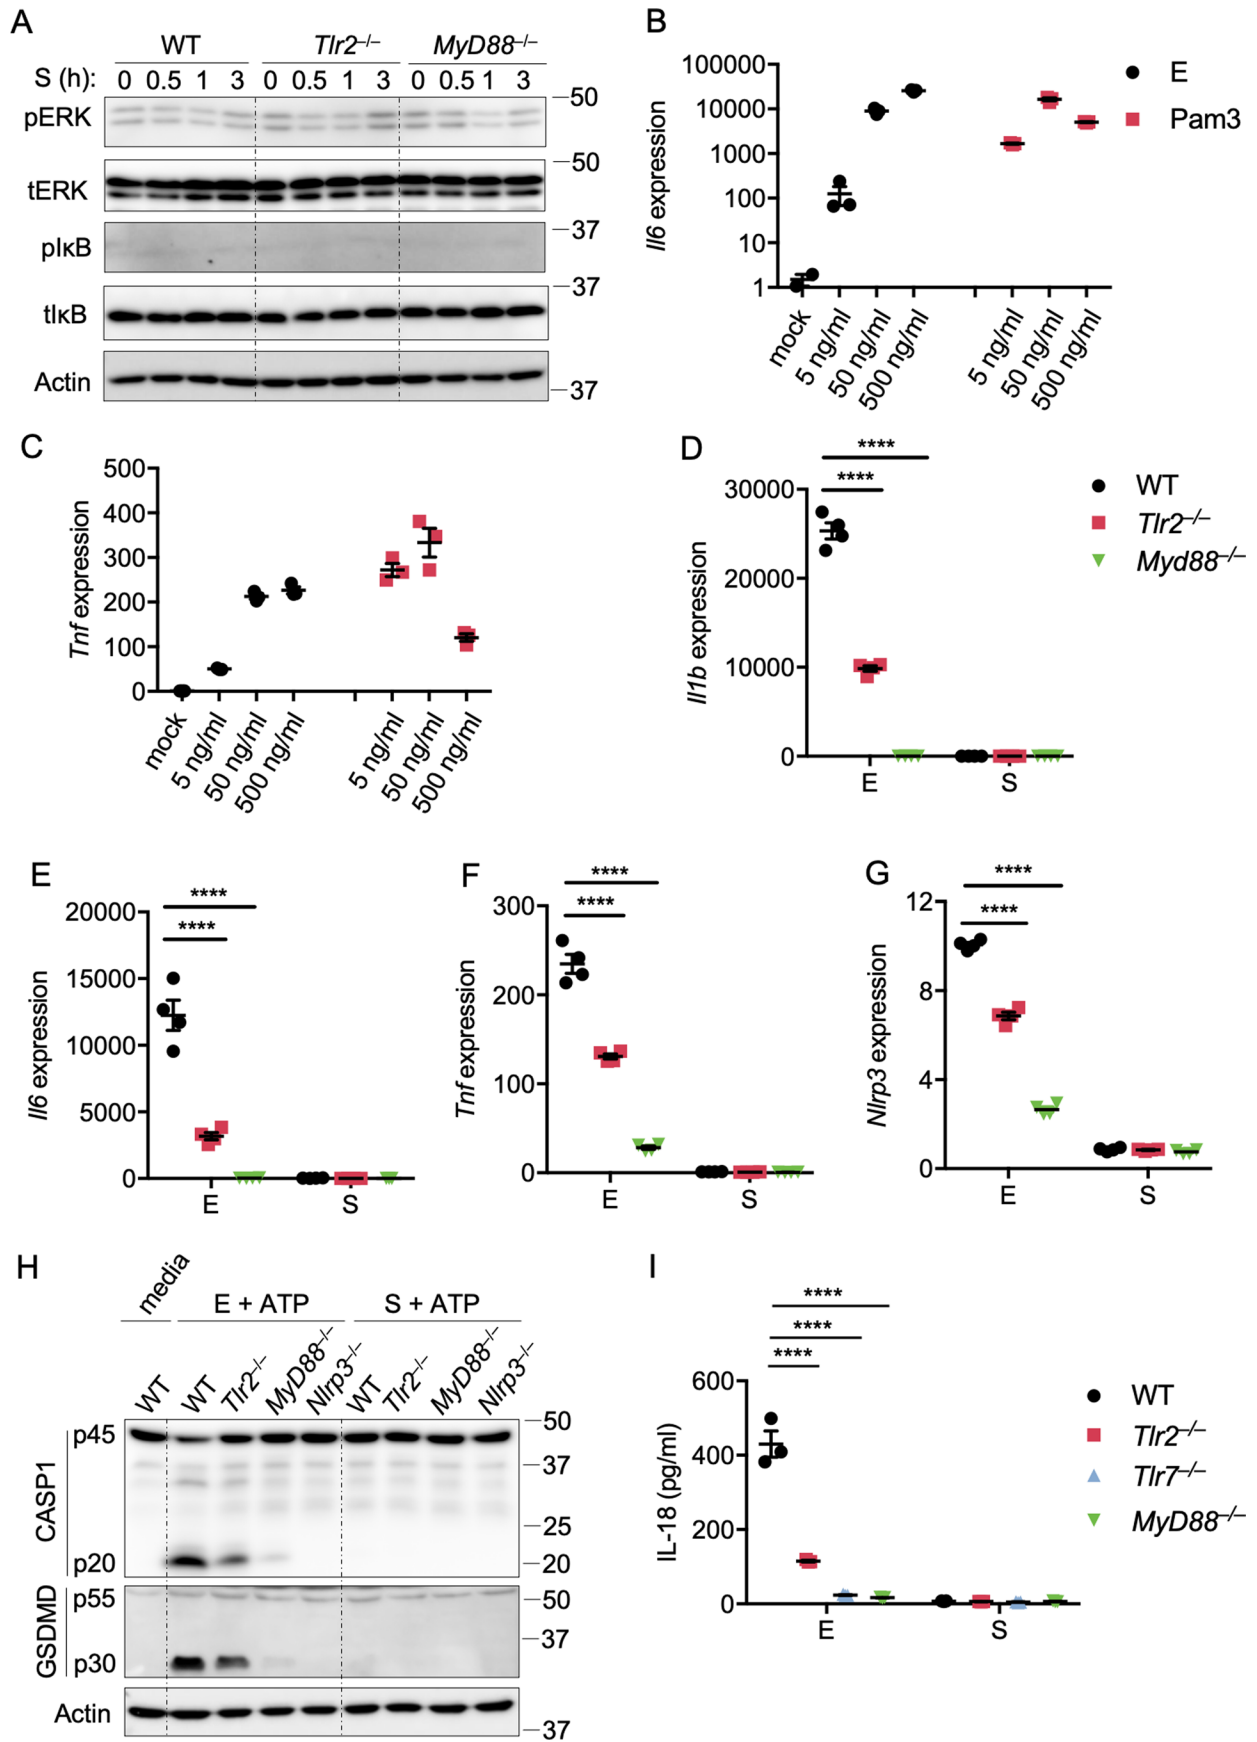 A
WT Tlr2–/– MyD88–/–
S (h): 0 0.5 1 3 0 0.5 1 3 0 0.5 1 3
pERK 50
tERK 50
pIκB 37
tIκB 37
Actin 37
B
Il6 expression
100000
10000
1000
100
10
1
mock 5 ng/ml 50 ng/ml 500 ng/ml 5 ng/ml 50 ng/ml 500 ng/ml
E
Pam3
C
Tnf expression
500
400
300
200
100
0
mock 5 ng/ml 50 ng/ml 500 ng/ml 5 ng/ml 50 ng/ml 500 ng/ml
D
****
****
Il1b expression
30000
20000
10000
0
E S
WT
Tlr2–/–
Myd88–/–
E
****
****
Il6 expression
20000
15000
10000
5000
0
E S
F
****
****
Tnf expression
300
200
100
0
E S
G
****
****
Nlrp3 expression
12
8
4
0
E S
H
media E + ATP S + ATP
WT WT Tlr2–/– MyD88–/– Nlrp3–/– WT Tlr2–/– MyD88–/– Nlrp3–/–
CASP1
p45 50
37
25
p20 20
GSDMD
p55 50
37
p30
Actin 37
I
****
****
****
IL-18 (pg/ml)
600
400
200
0
E S
WT
Tlr2–/–
Tlr7–/–
MyD88–/–